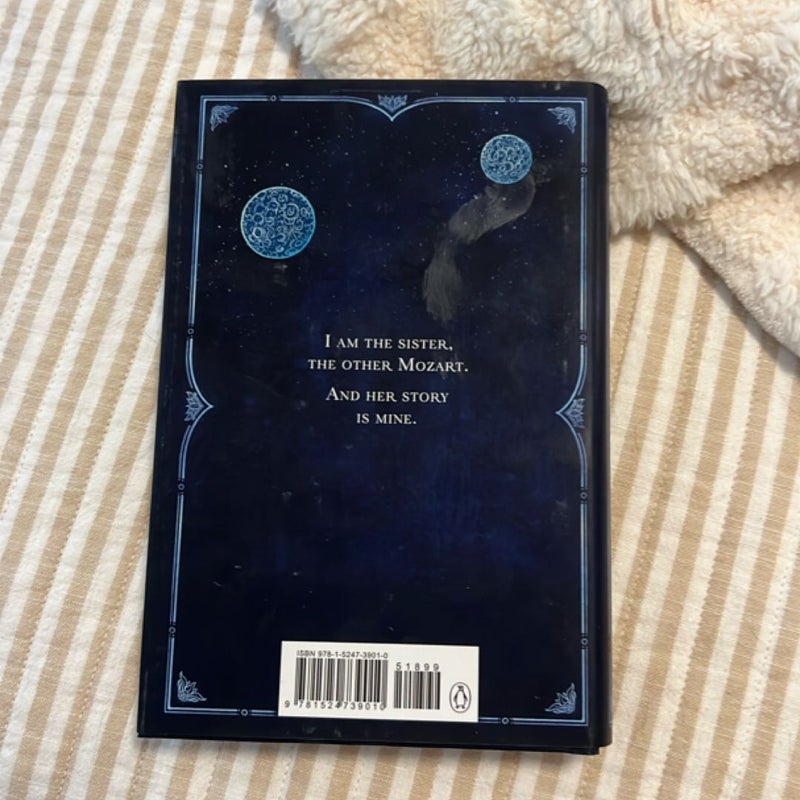 I AM THE SISTER,
THE OTHER MOZART.
AND HER STORY
IS MINE.
ISBN 978-1-5247-3901-0
51899
9 781524 739010